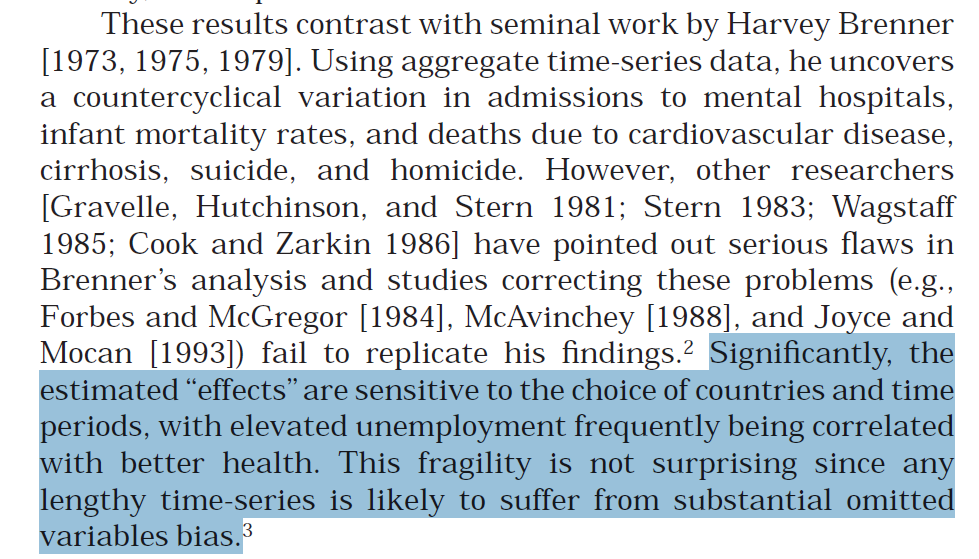 These results contrast with seminal work by Harvey Brenner
[1973, 1975, 1979]. Using aggregate time-series data, he uncovers
a countercyclical variation in admissions to mental hospitals,
infant mortality rates, and deaths due to cardiovascular disease,
cirrhosis, suicide, and homicide. However, other researchers
[Gravelle, Hutchinson, and Stern 1981; Stern 1983; Wagstaff
1985; Cook and Zarkin 1986] have pointed out serious flaws in
Brenner’s analysis and studies correcting these problems (e.g.,
Forbes and McGregor [1984], McAvinchey [1988], and Joyce and
Mocan [1993]) fail to replicate his findings.² Significantly, the
estimated “effects” are sensitive to the choice of countries and time
periods, with elevated unemployment frequently being correlated
with better health. This fragility is not surprising since any
lengthy time-series is likely to suffer from substantial omitted
variables bias.³